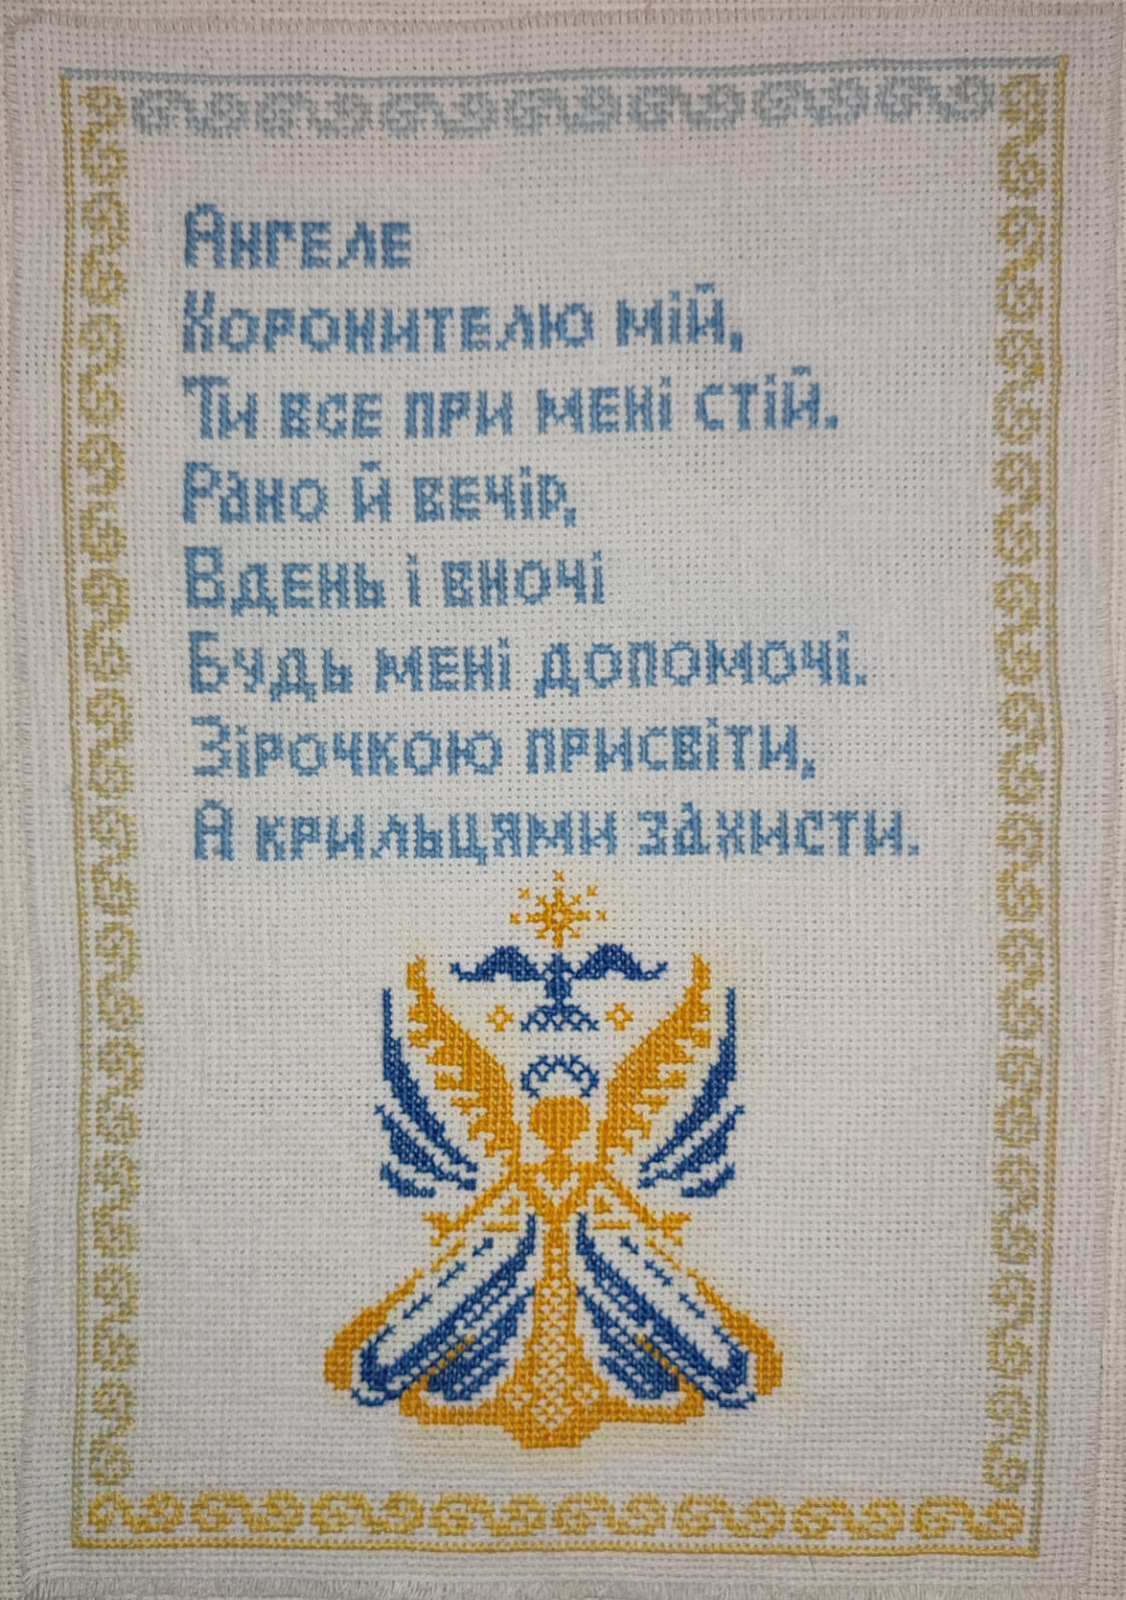 Ангеле
Хоронителю мій,
Ти все при мені стій.
Рано й вечір,
Вдень і вночі
Будь мені допомочі.
Зірочкою присвіти,
А крильцями захисти.